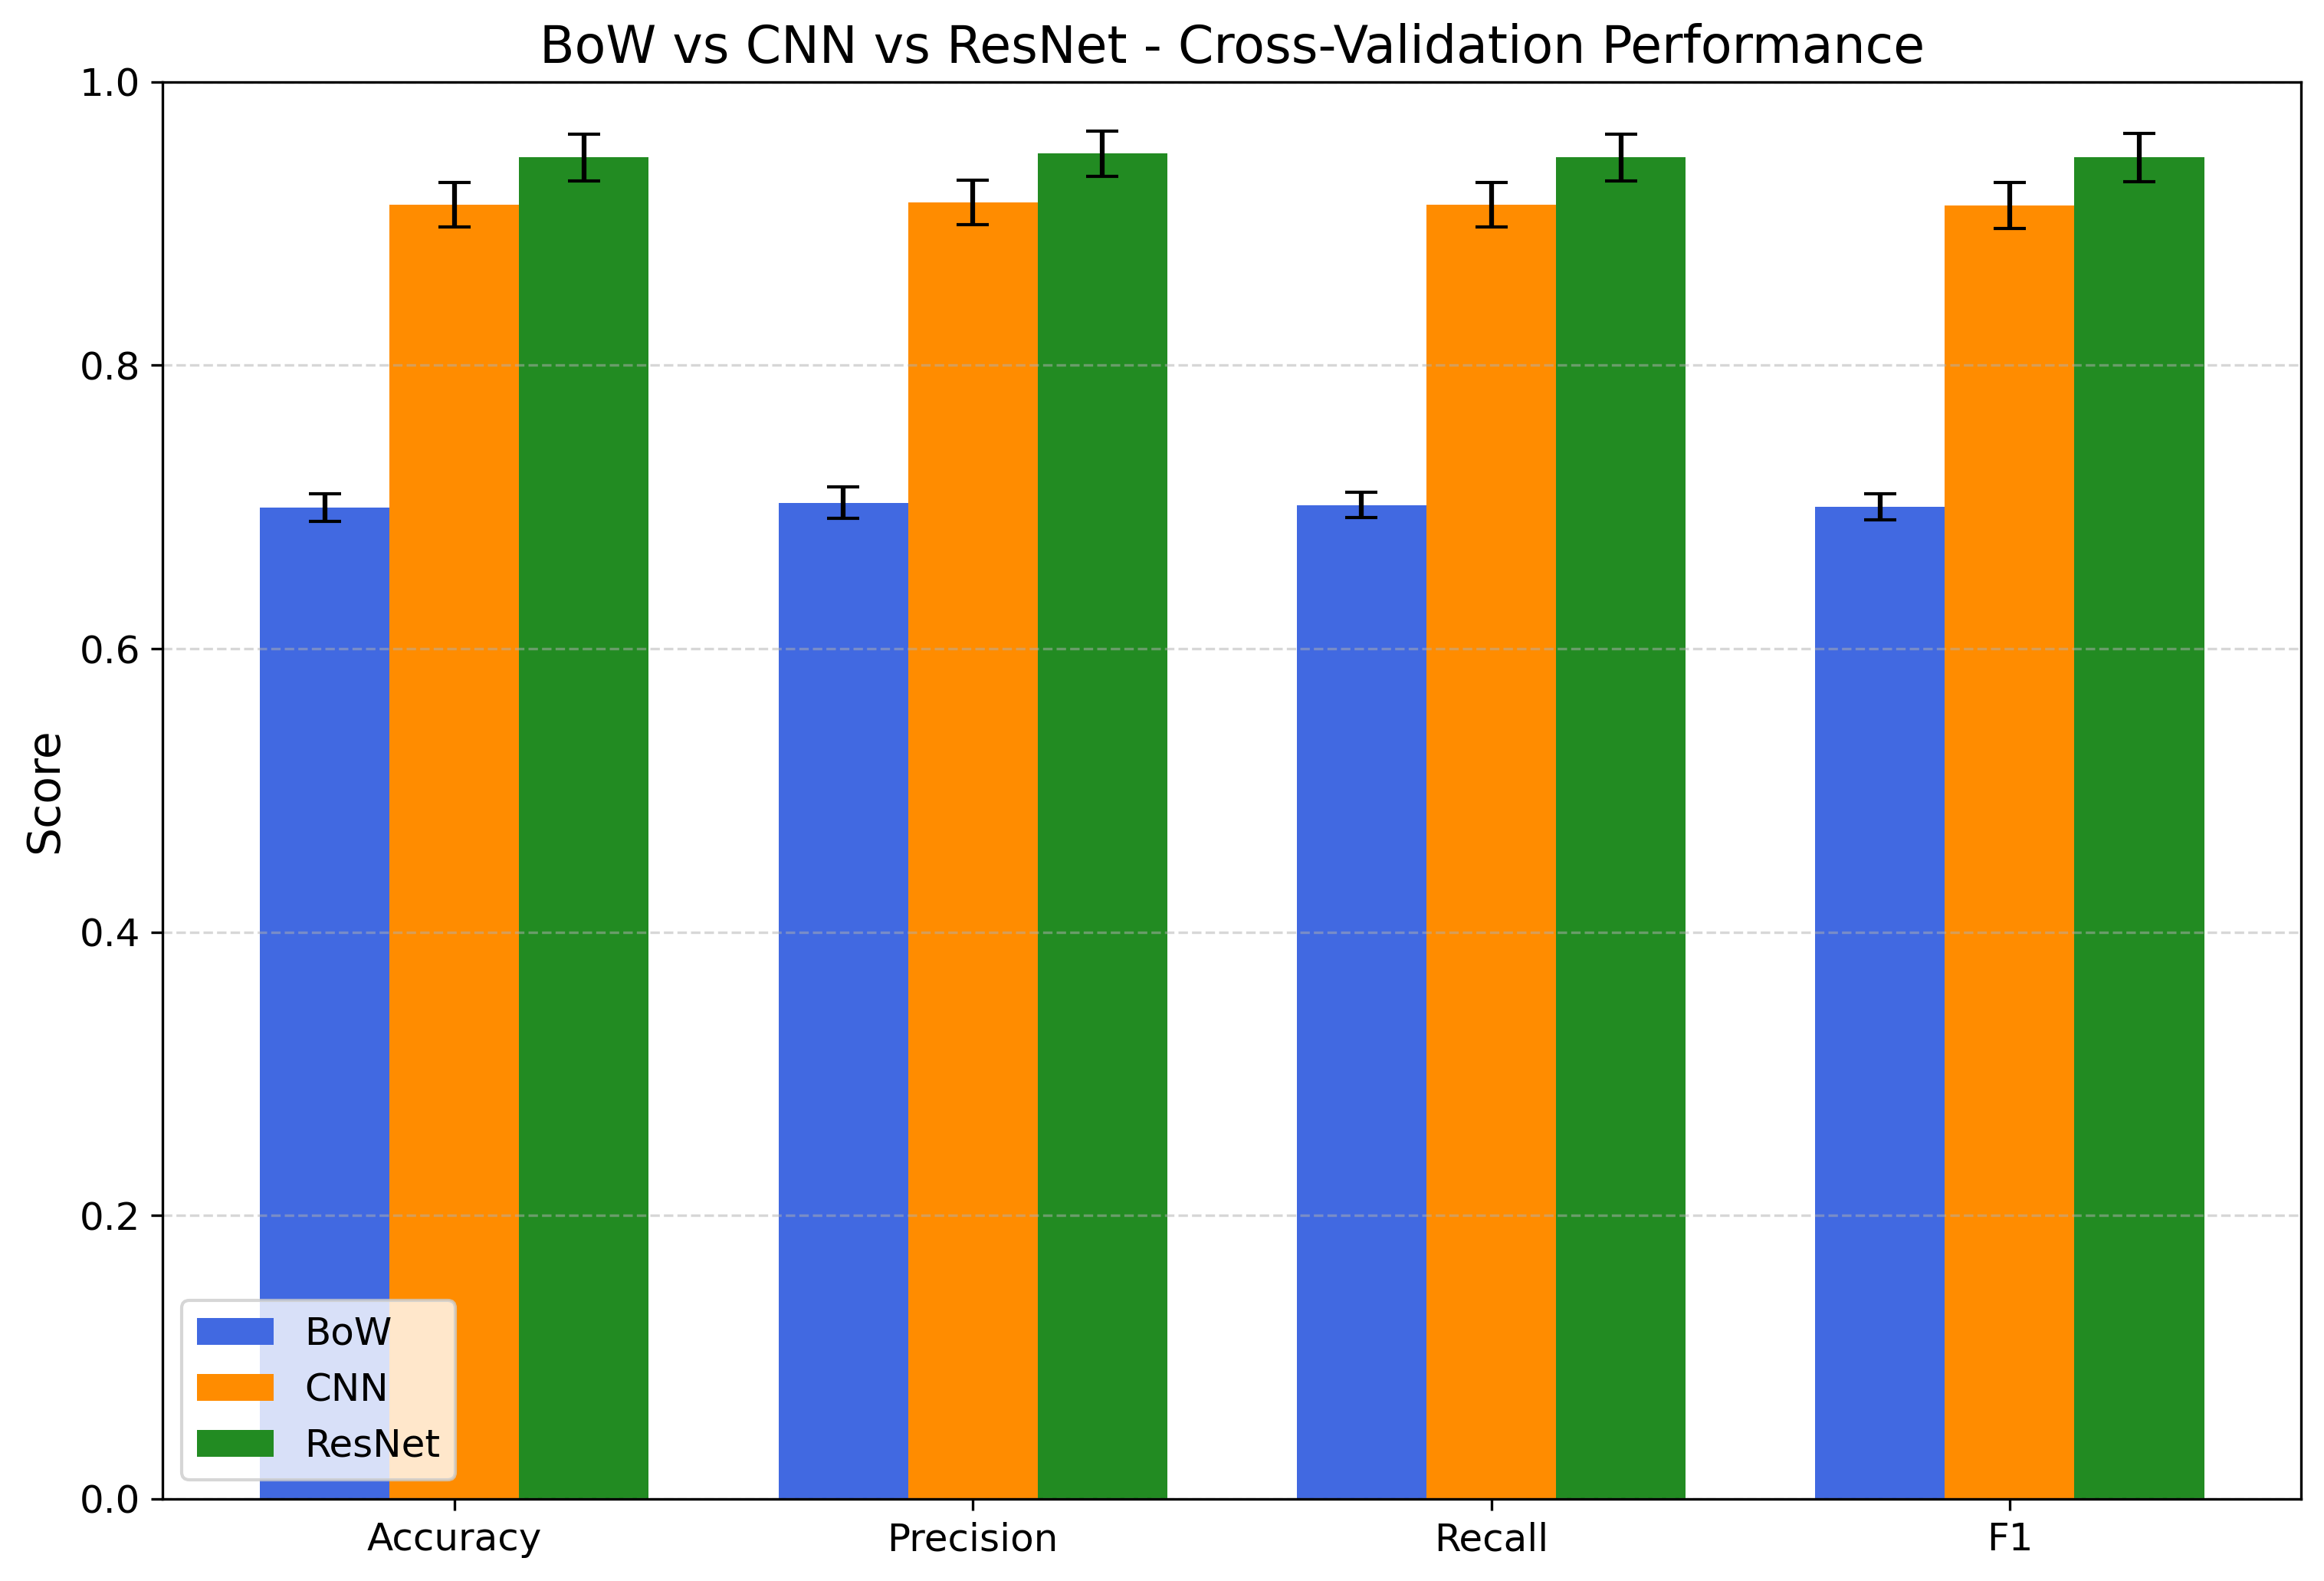 BoW vs CNN vs ResNet - Cross-Validation Performance
1.0
0.8
0.6
0.4
0.2
0.0
Score
BoW
CNN
ResNet
Accuracy
Precision
Recall
F1